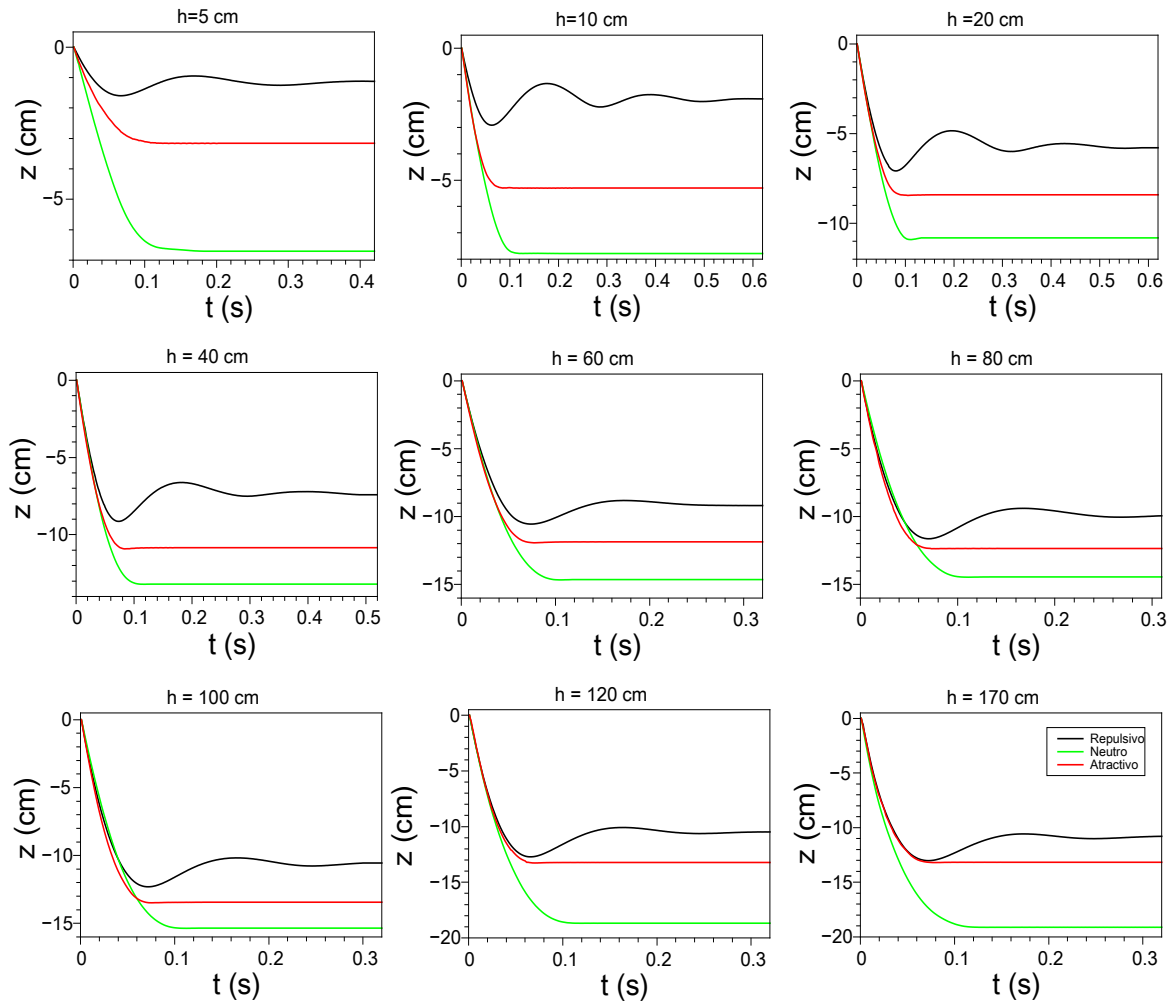 h=5 cm
0
−5
z (cm)
0 0.1 0.2 0.3 0.4
t (s)
h=10 cm
0
−5
z (cm)
0 0.1 0.2 0.3 0.4 0.5 0.6
t (s)
h =20 cm
0
−5
−10
z (cm)
0 0.1 0.2 0.3 0.4 0.5 0.6
t (s)
h = 40 cm
0
−5
−10
z (cm)
0 0.1 0.2 0.3 0.4 0.5
t (s)
h = 60 cm
0
−5
−10
−15
z (cm)
0 0.1 0.2 0.3
t (s)
h = 80 cm
0
−5
−10
−15
z (cm)
0 0.1 0.2 0.3
t (s)
h = 100 cm
0
−5
−10
−15
z (cm)
0 0.1 0.2 0.3
t (s)
h = 120 cm
0
−5
−10
−15
−20
z (cm)
0 0.1 0.2 0.3
t (s)
h = 170 cm
0
−5
−10
−15
−20
z (cm)
Repulsivo
Neutro
Atractivo
0 0.1 0.2 0.3
t (s)